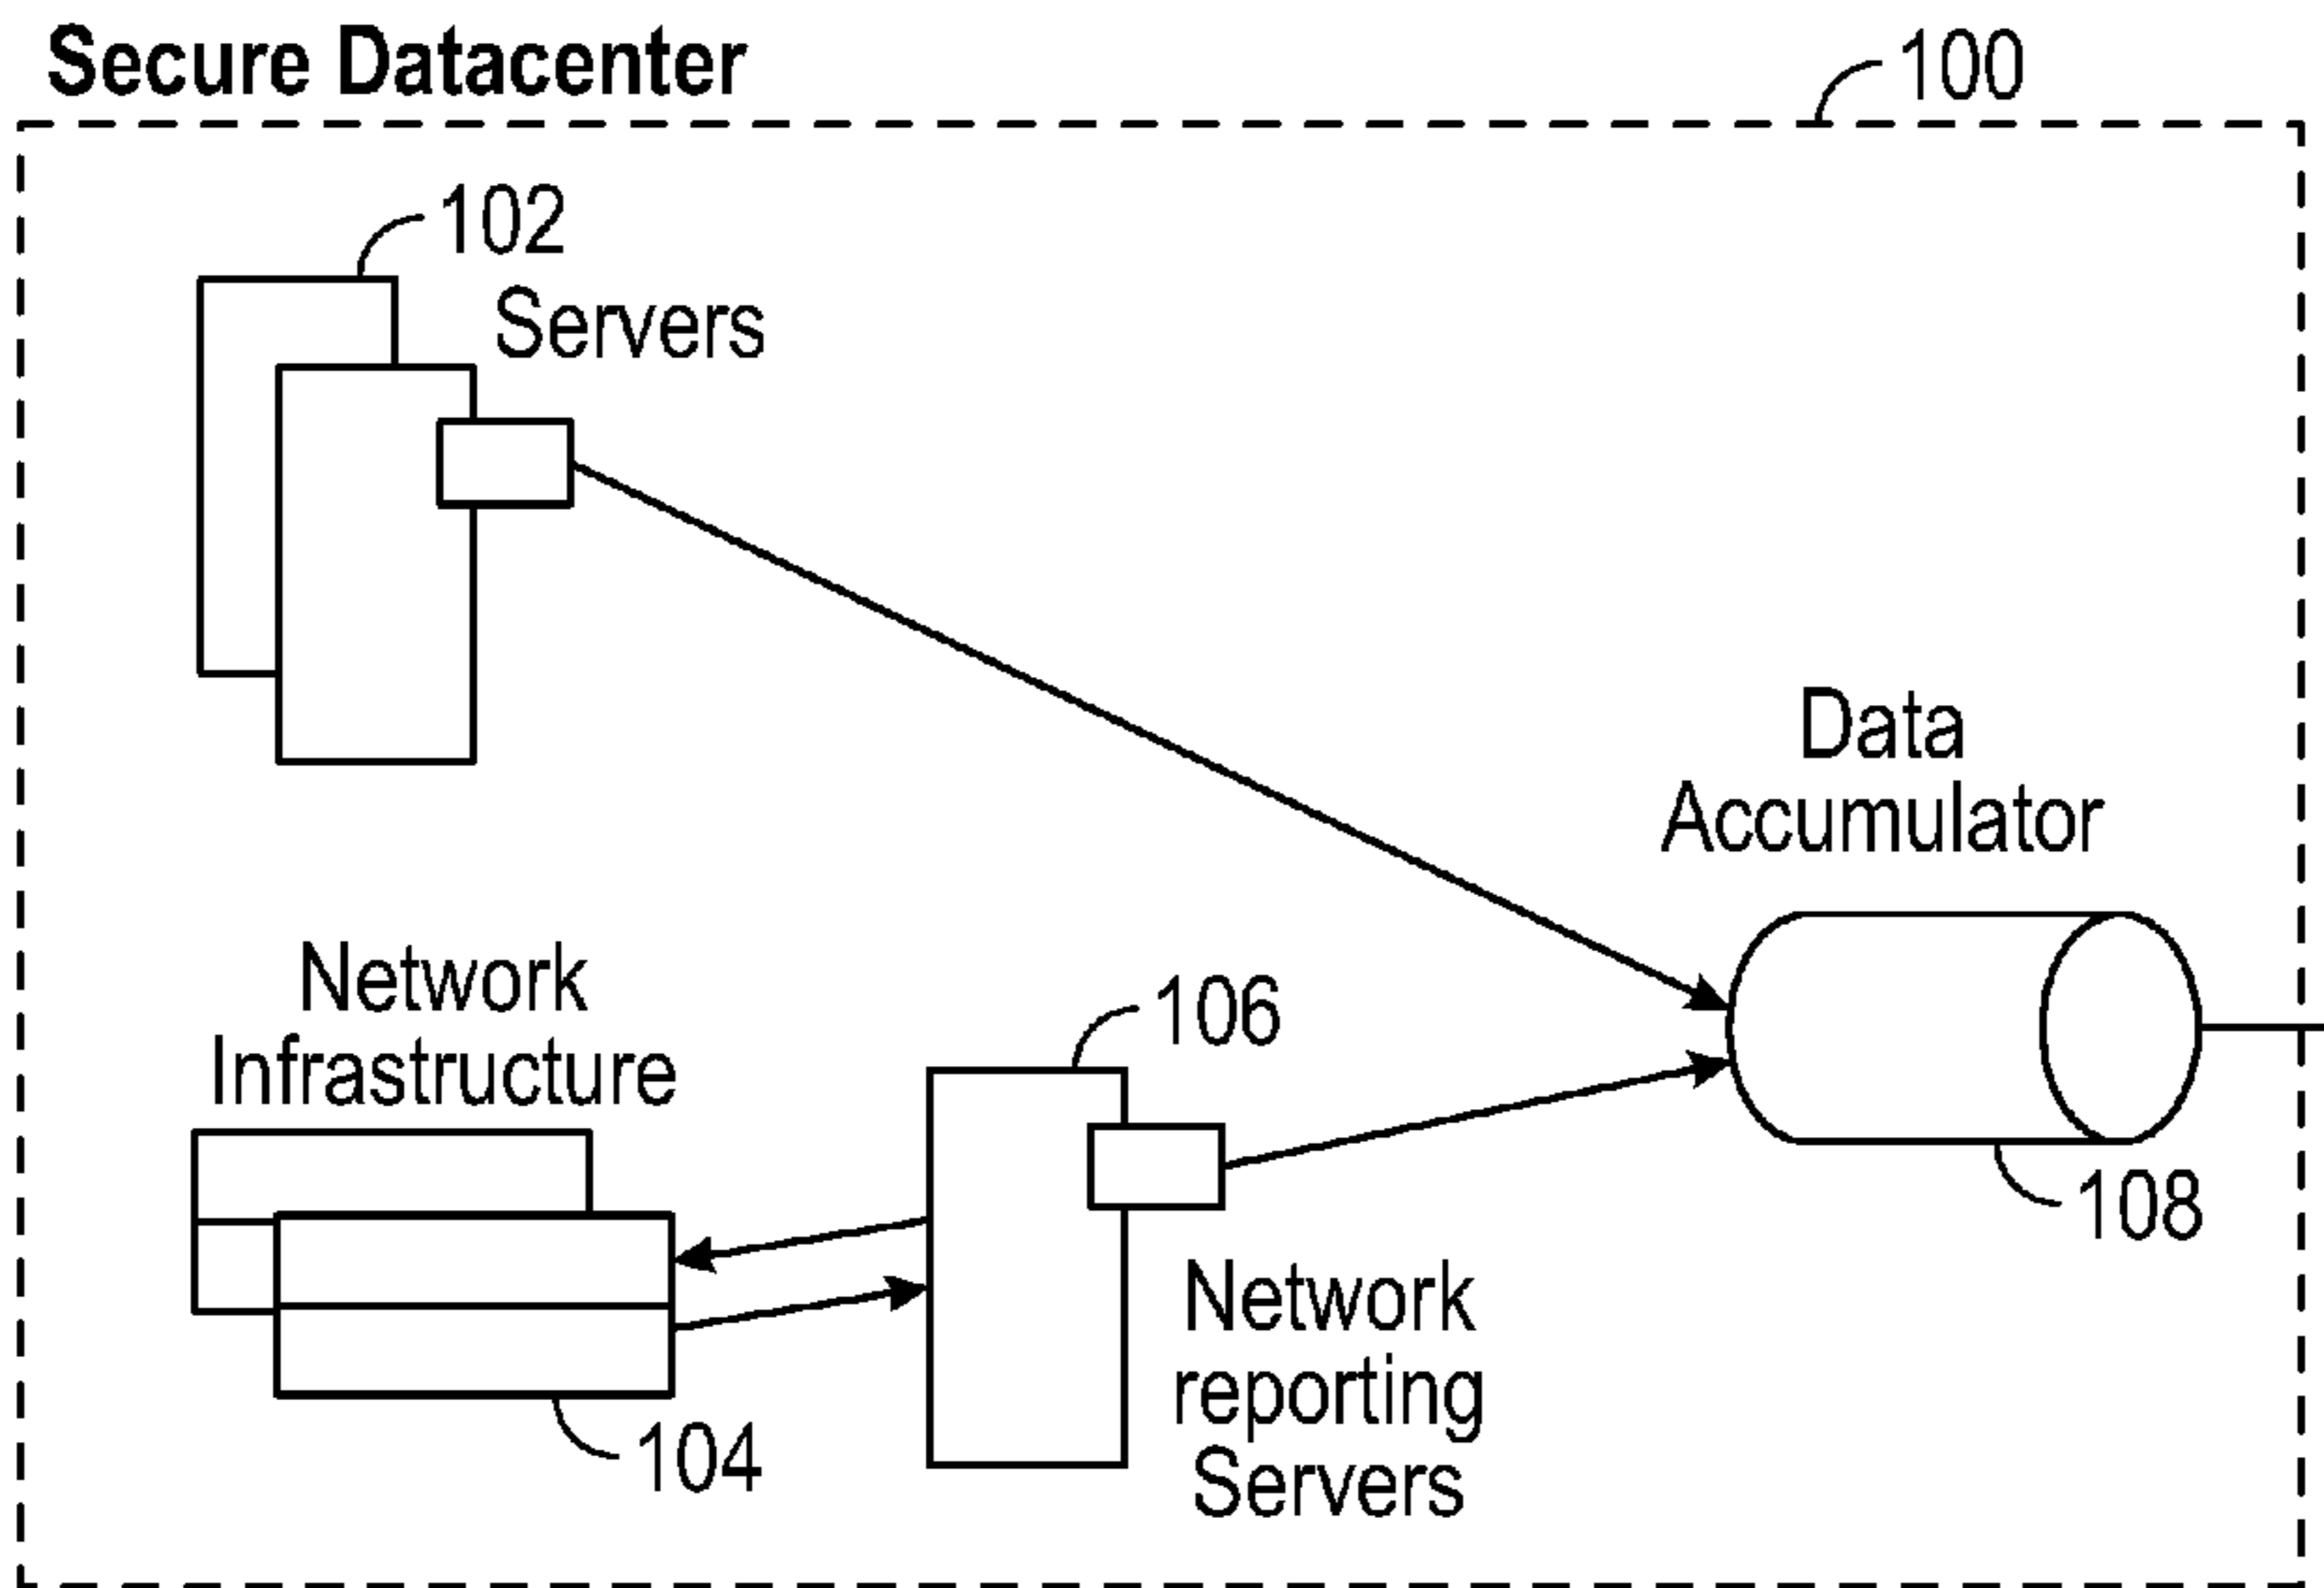 Secure Datacenter
100
102
Servers
Data
Accumulator
Network
Infrastructure
106
108
Network
reporting
Servers
104